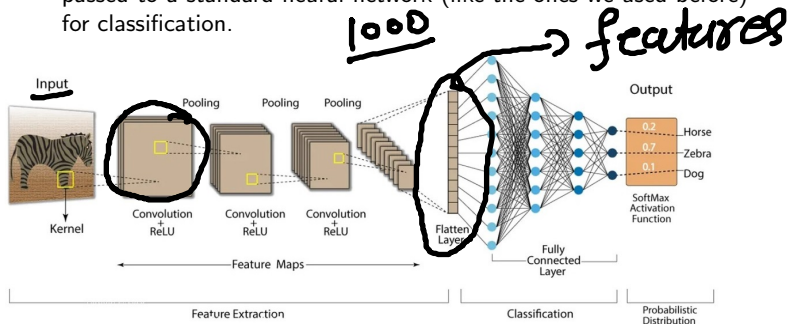 passed to a standard neural network (like the ones we used before)
for classification.
1000
features
Input
Pooling
Pooling
Pooling
Output
0.2
Horse
0.7
Zebra
0.1
Dog
Kernel
Convolution
+
ReLU
Convolution
+
ReLU
Convolution
+
ReLU
Flatten
Layer
SoftMax
Activation
Function
Fully
Connected
Layer
Feature Maps
Feature Extraction
Classification
Probabilistic
Distribution